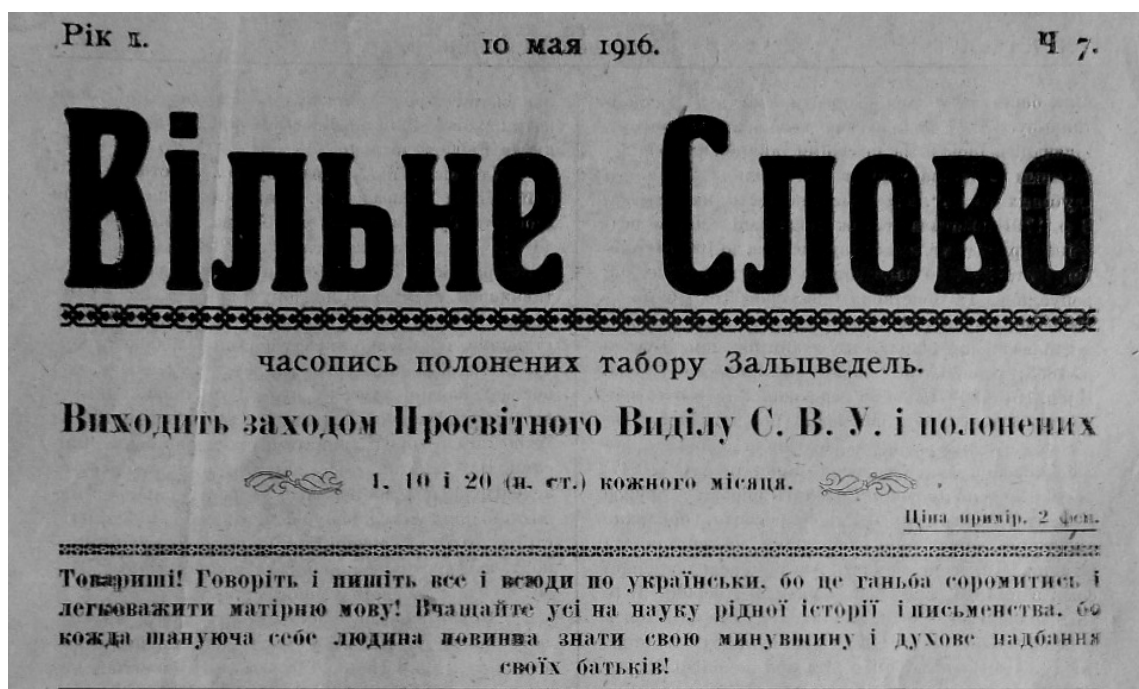 Рік 1. 10 мая 1916. Ч 7.
Вільне Слово
часопись полонених табору Зальцведель.
Виходить заходом Просвітного Виділу С. В. У. і полонених
1, 10 і 20 (н. ст.) кожного місяця.
Ціна примір. 2 фен.
Товариші! Говоріть і пишіть все і всюди по українськи, бо це ганьба соромитись і
легковажити матірню мову! Вчащайте усі на науку рідної історії і письменства, бо
кожда шануюча себе людина повинна знати свою минувшину і духове надбання
своїх батьків!